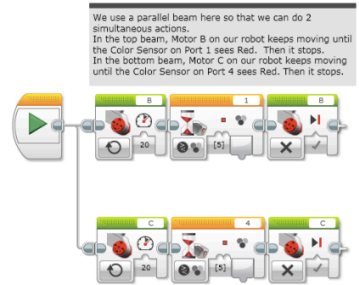 We use a parallel beam here so that we can do 2
simultaneous actions.
In the top beam, Motor B on our robot keeps moving until
the Color Sensor on Port 1 sees Red.  Then it stops.
In the bottom beam, Motor C on our robot keeps moving
until the Color Sensor on Port 4 sees Red. Then it stops.
B 1 B
20 [5]
C 4 C
20 [5]